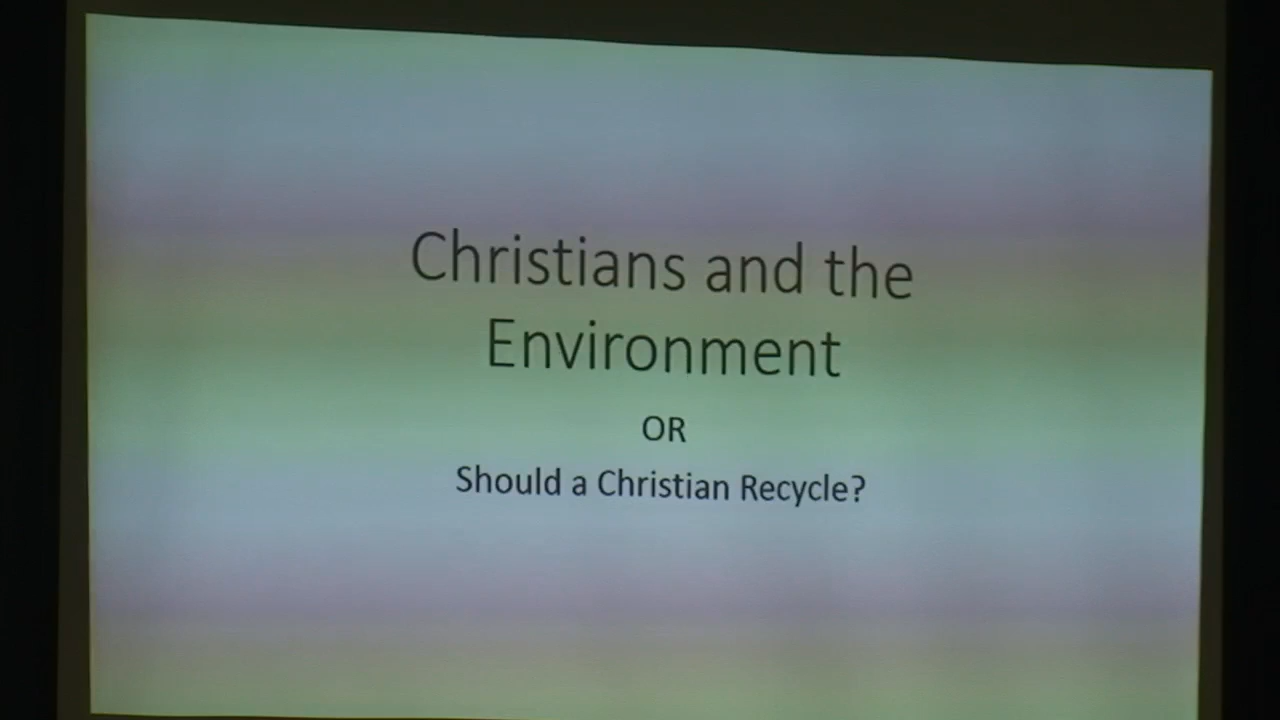 Christians and the
Environment
OR
Should a Christian Recycle?